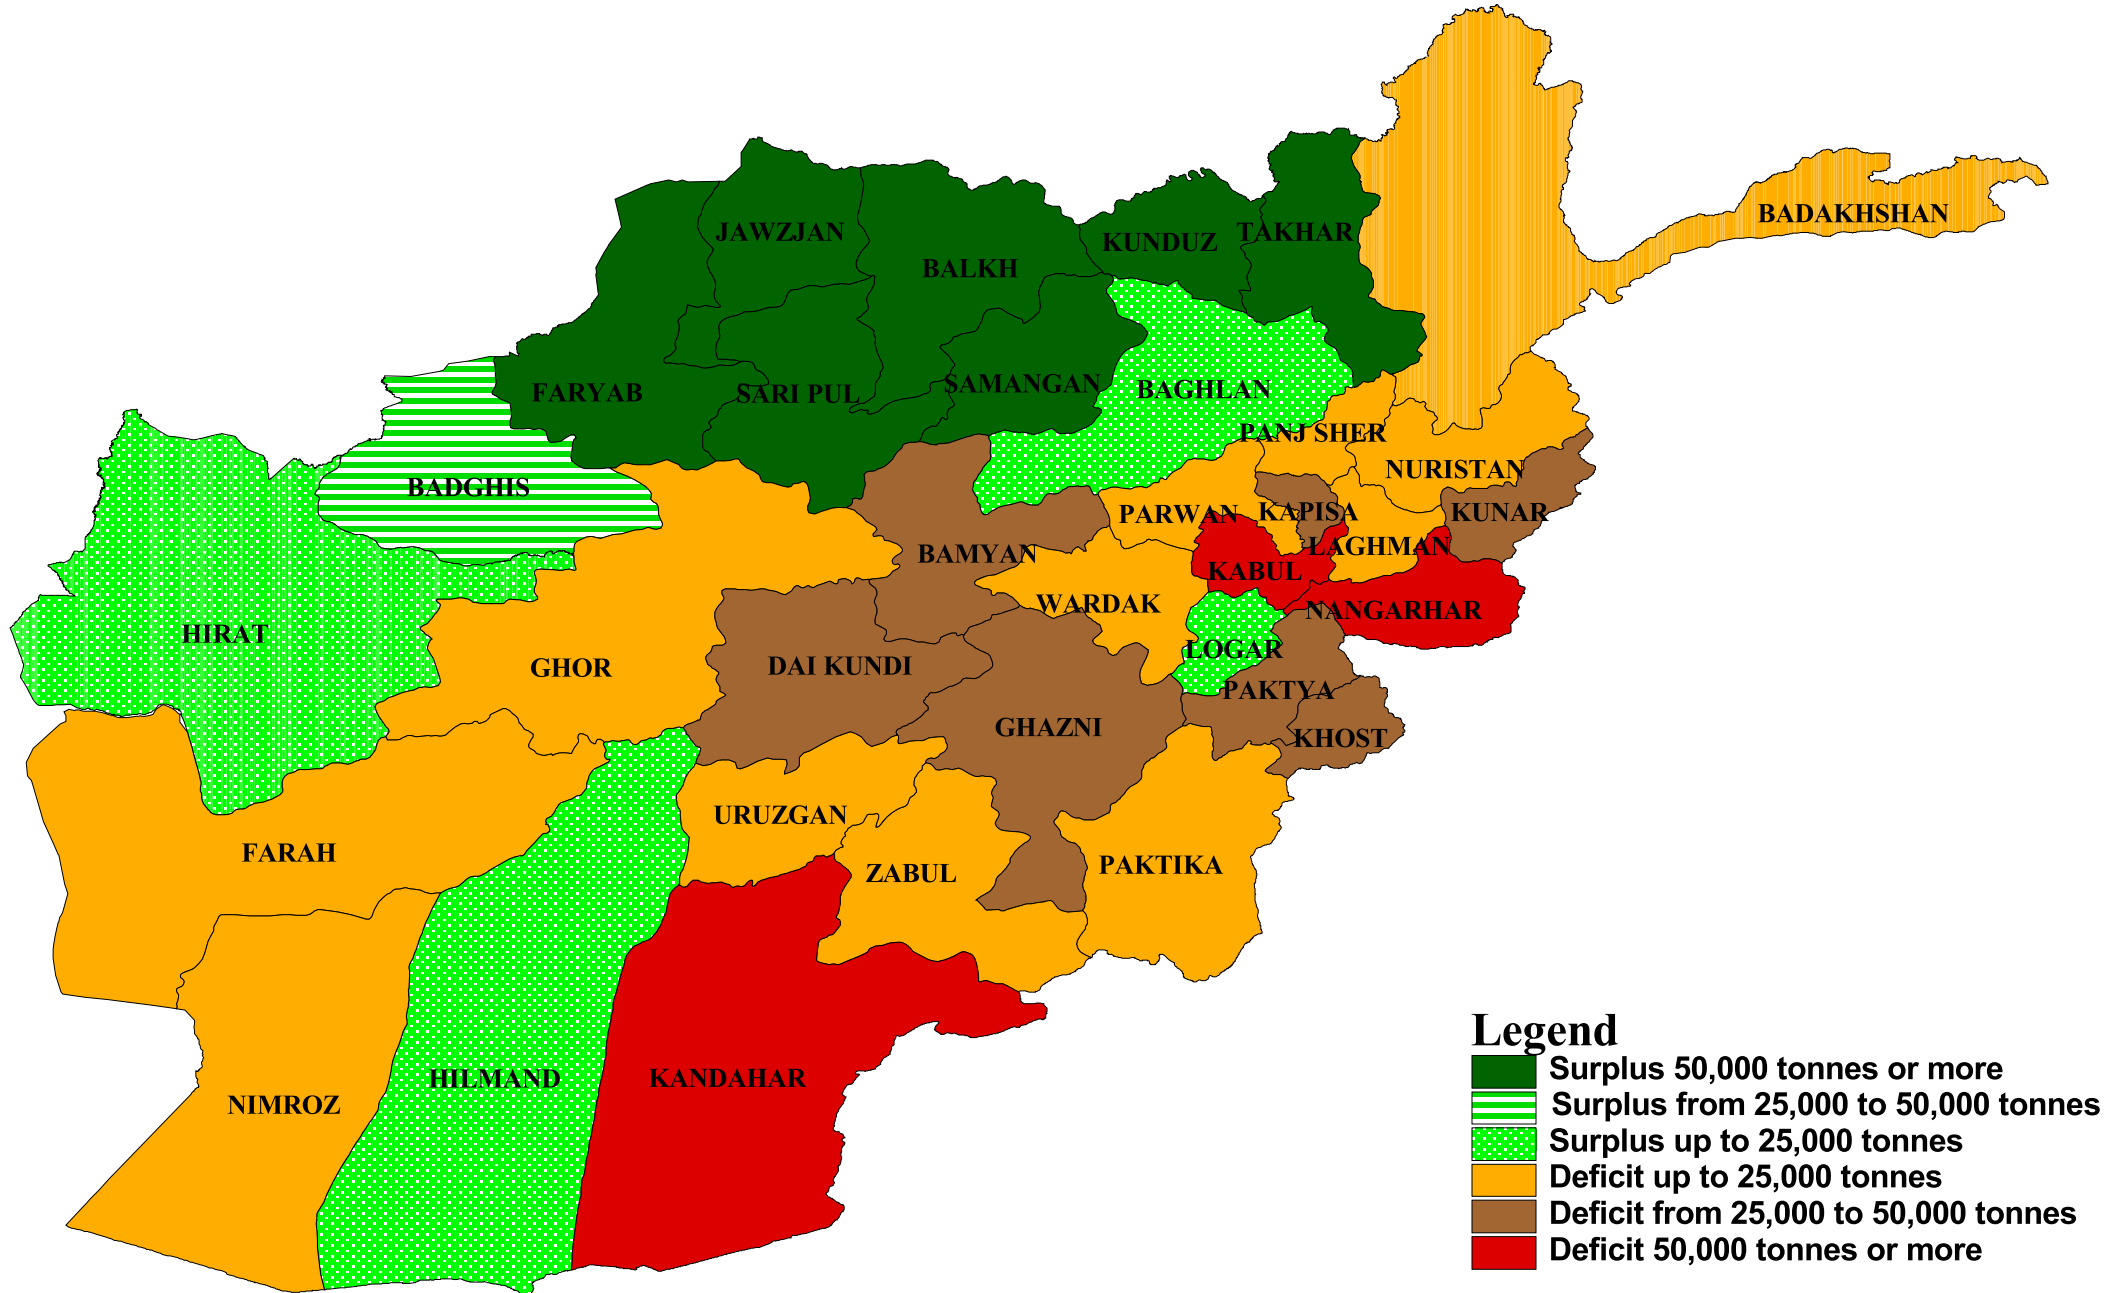 BADAKHSHAN
JAWZJAN
TAKHAR
KUNDUZ
BALKH
SAMANGAN
BAGHLAN
FARYAB
SARI PUL
PANJ SHER
NURISTAN
BADGHIS
PARWAN
KAPISA
KUNAR
BAMYAN
LAGHMAN
KABUL
WARDAK
NANGARHAR
HIRAT
LOGAR
GHOR
DAI KUNDI
PAKTYA
GHAZNI
KHOST
URUZGAN
FARAH
ZABUL
PAKTIKA
HILMAND
KANDAHAR
NIMROZ
Legend
Surplus 50,000 tonnes or more
Surplus from 25,000 to 50,000 tonnes
Surplus up to 25,000 tonnes
Deficit up to 25,000 tonnes
Deficit from 25,000 to 50,000 tonnes
Deficit 50,000 tonnes or more